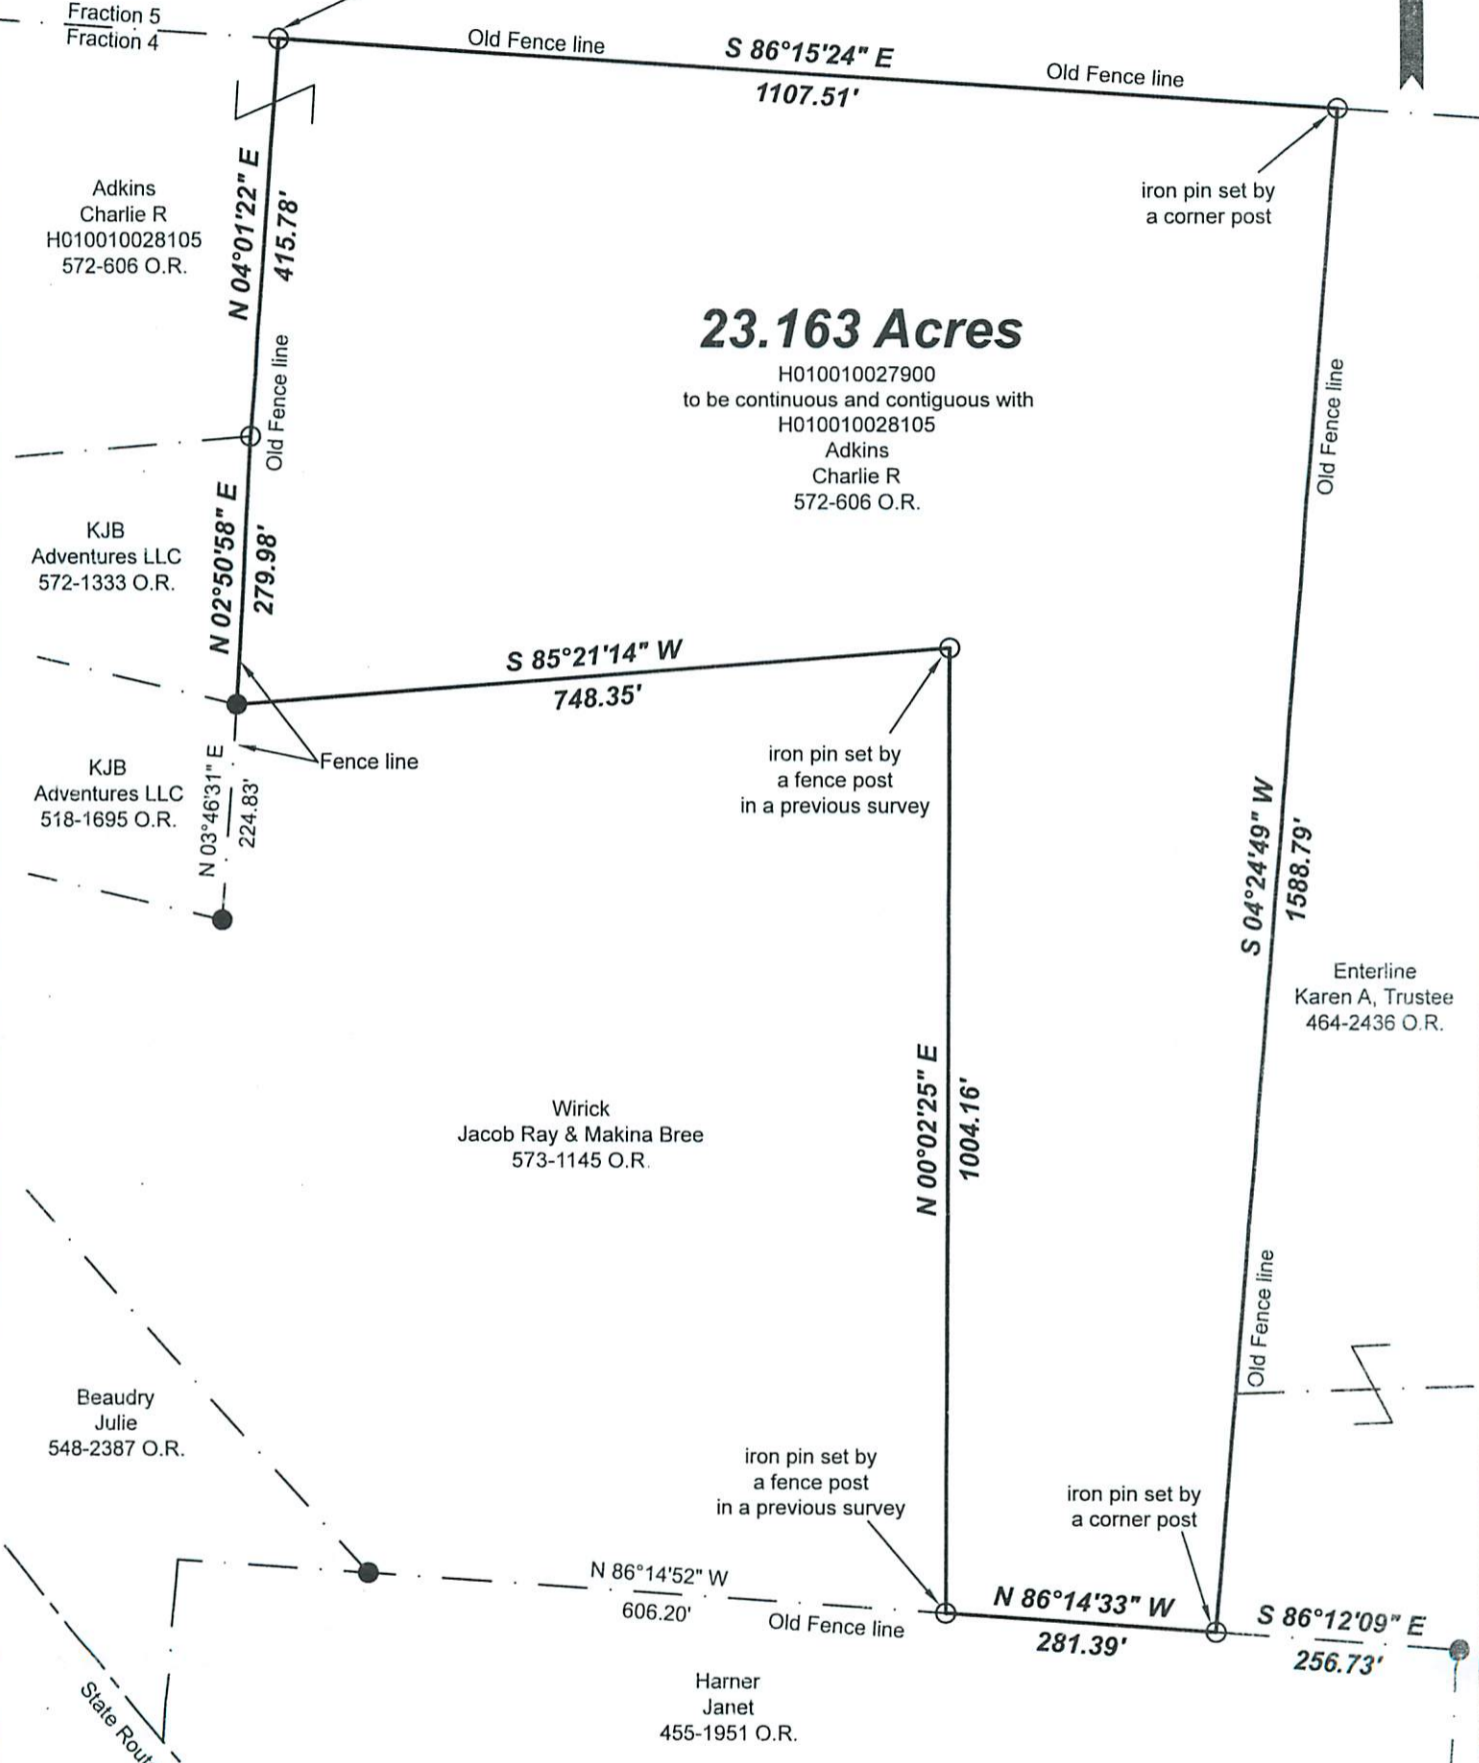 Fraction 5
Fraction 4
Old Fence line
S 86°15'24" E
1107.51'
Old Fence line
iron pin set by
a corner post
Adkins
Charlie R
H010010028105
572-606 O.R.
N 04°01'22" E
415.78'
Old Fence line
23.163 Acres
H010010027900
to be continuous and contiguous with
H010010028105
Adkins
Charlie R
572-606 O.R.
Old Fence line
KJB
Adventures LLC
572-1333 O.R.
N 02°50'58" E
279.98'
S 85°21'14" W
748.35'
Fence line
iron pin set by
a fence post
in a previous survey
KJB
Adventures LLC
518-1695 O.R.
N 03°46'31" E
224.83'
S 04°24'49" W
1588.79'
Enterline
Karen A, Trustee
464-2436 O.R.
Wirick
Jacob Ray & Makina Bree
573-1145 O.R.
N 00°02'25" E
1004.16'
Old Fence line
Beaudry
Julie
548-2387 O.R.
iron pin set by
a fence post
in a previous survey
iron pin set by
a corner post
N 86°14'52" W
606.20'
Old Fence line
N 86°14'33" W
281.39'
S 86°12'09" E
256.73'
Harner
Janet
455-1951 O.R.
State Rout